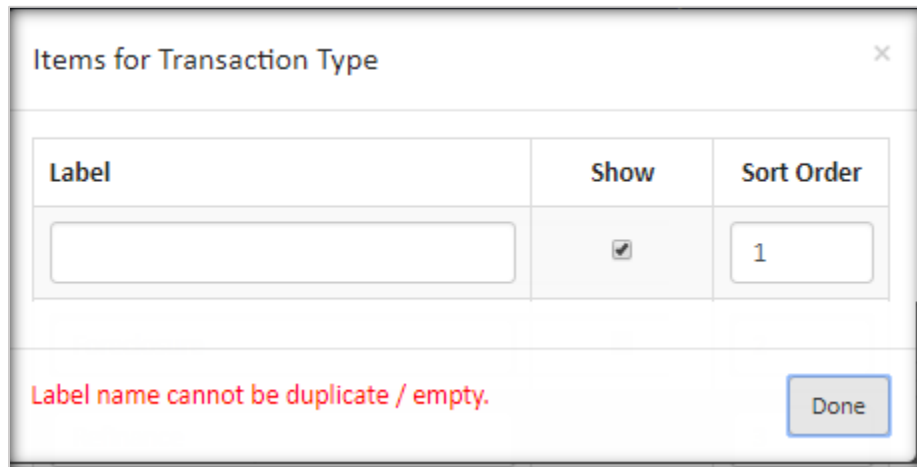 Items for Transaction Type ×
Label Show Sort Order
1
Label name cannot be duplicate / empty. Done